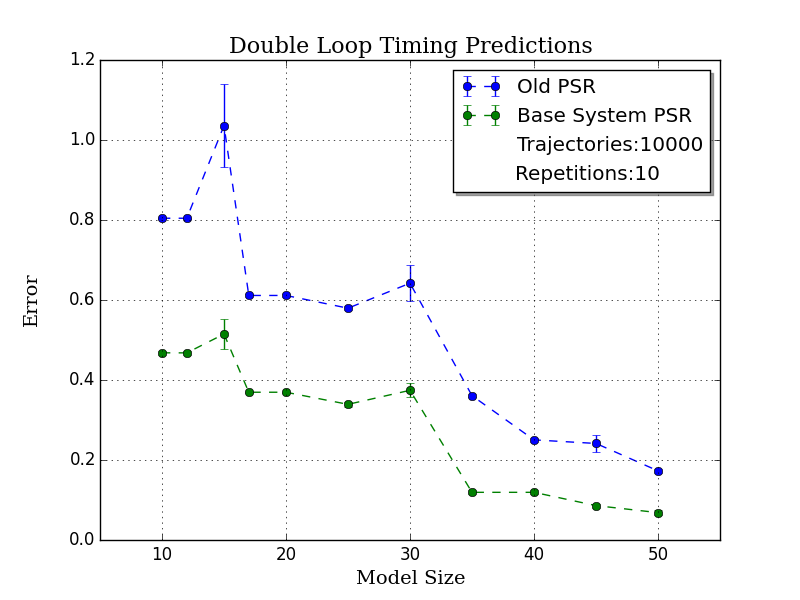 Double Loop Timing Predictions
1.2
1.0
0.8
0.6
0.4
0.2
0.0
Error
Old PSR
Base System PSR
Trajectories:10000
Repetitions:10
10 20 30 40 50
Model Size